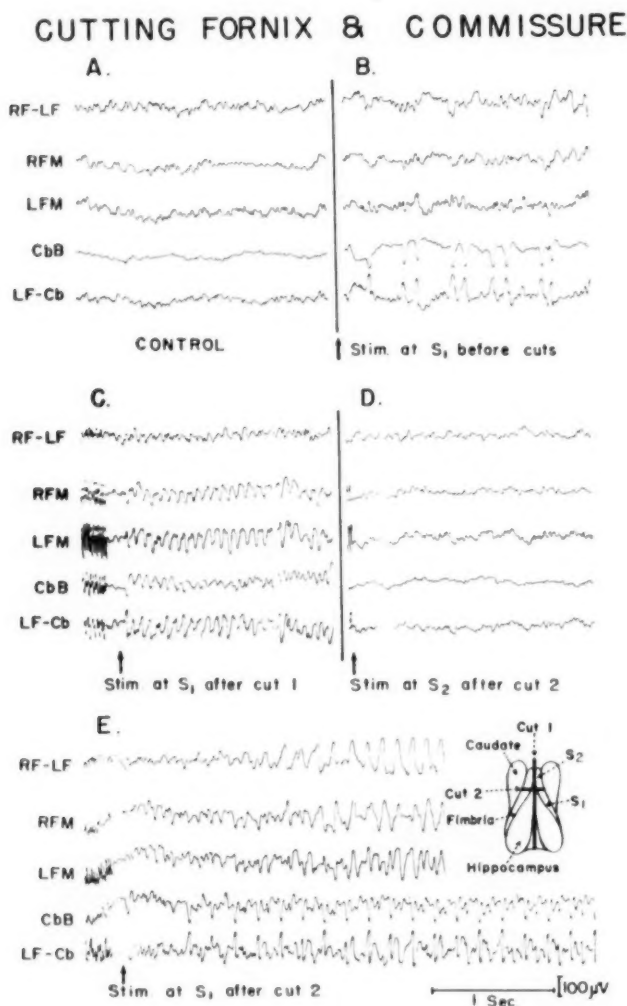 CUTTING FORNIX & COMMISSURE
A.
B.
RF-LF
RFM
LFM
CbB
LF-Cb
CONTROL
Stim. at S₁ before cuts
C.
D.
RF-LF
RFM
LFM
CbB
LF-Cb
Stim at S₁ after cut 1
Stim at S₂ after cut 2
E.
RF-LF
RFM
LFM
CbB
LF-Cb
Stim at S₁ after cut 2
Cut 1
Caudate
S₂
Cut 2
S₁
Fimbria
Hippocampus
1 Sec
100μV